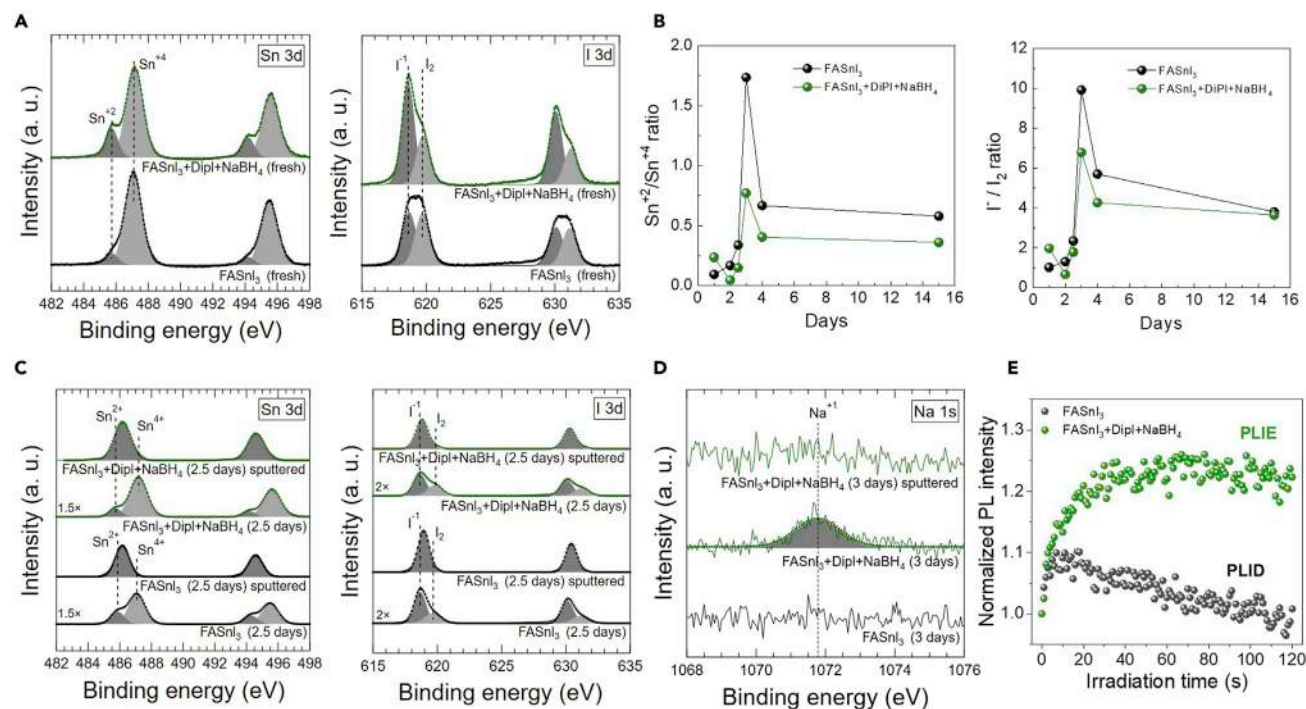 A
Intensity (a. u.)
Sn 3d
Sn+4
Sn+2
FASnI3+DipI+NaBH4 (fresh)
FASnI3 (fresh)
482 484 486 488 490 492 494 496 498
Binding energy (eV)
Intensity (a. u.)
I 3d
I-1
I2
FASnI3+DipI+NaBH4 (fresh)
FASnI3 (fresh)
615 620 625 630 635
Binding energy (eV)
B
Sn+2/Sn+4 ratio
2.0
1.5
1.0
0.5
0.0
FASnI3
FASnI3+DiPI+NaBH4
0 2 4 6 8 10 12 14 16
Days
I- / I2 ratio
12
10
8
6
4
2
0
FASnI3
FASnI3+DiPI+NaBH4
0 2 4 6 8 10 12 14 16
Days
C
Intensity (a. u.)
Sn 3d
Sn2+
Sn4+
FASnI3+DipI+NaBH4 (2.5 days) sputtered
1.5×
FASnI3+DipI+NaBH4 (2.5 days)
Sn2+
Sn4+
FASnI3 (2.5 days) sputtered
1.5×
FASnI3 (2.5 days)
482 484 486 488 490 492 494 496 498
Binding energy (eV)
Intensity (a. u.)
I 3d
I-1
I2
FASnI3+DipI+NaBH4 (2.5 days) sputtered
2×
FASnI3+DipI+NaBH4 (2.5 days)
I-1
I2
FASnI3 (2.5 days) sputtered
2×
FASnI3 (2.5 days)
615 620 625 630 635
Binding energy (eV)
D
Intensity (a. u.)
Na+1
Na 1s
FASnI3+DipI+NaBH4 (3 days) sputtered
FASnI3+DipI+NaBH4 (3 days)
FASnI3 (3 days)
1068 1070 1072 1074 1076
Binding energy (eV)
E
Normalized PL intensity
FASnI3
FASnI3+DipI+NaBH4
PLIE
PLID
1.3
1.2
1.1
1.0
0 20 40 60 80 100 120
Irradiation time (s)